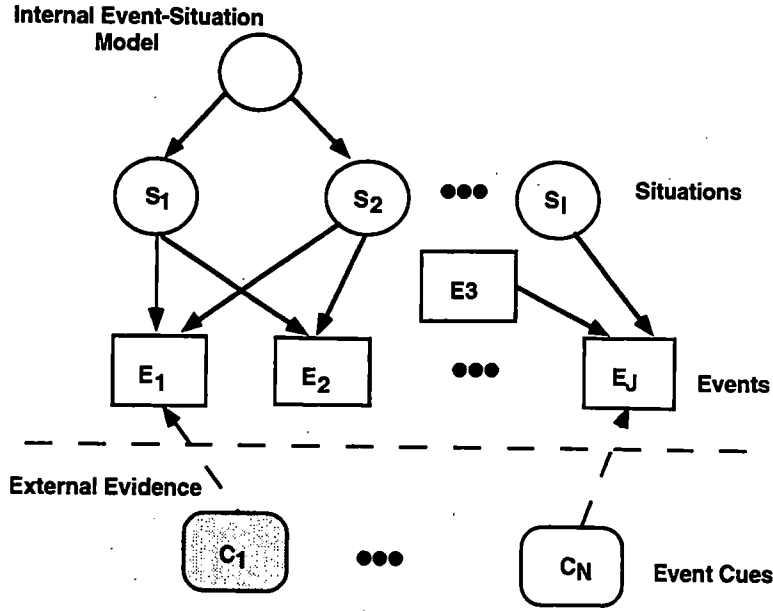 Internal Event-Situation
Model
S1
S2
●●●
SI
Situations
E3
E1
E2
●●●
EJ
Events
External Evidence
C1
●●●
CN
Event Cues